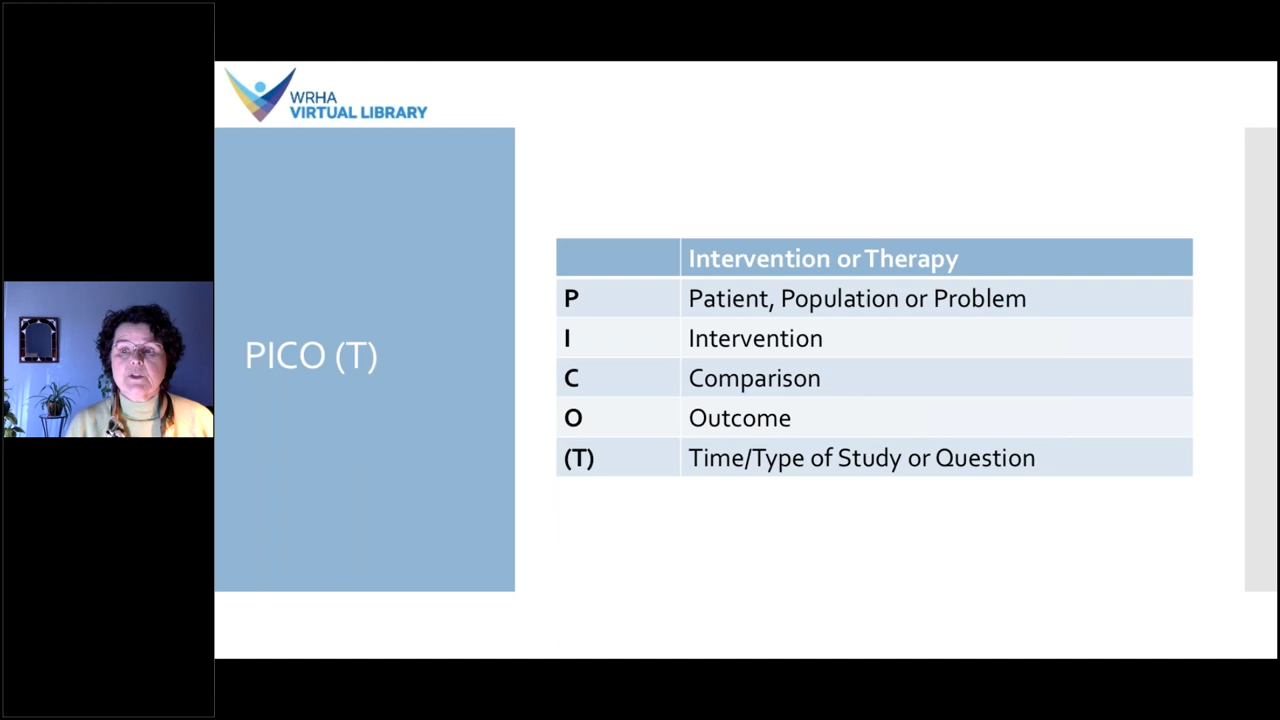 WRHA
VIRTUAL LIBRARY
PICO (T)
Intervention or Therapy
P Patient, Population or Problem
I Intervention
C Comparison
O Outcome
(T) Time/Type of Study or Question